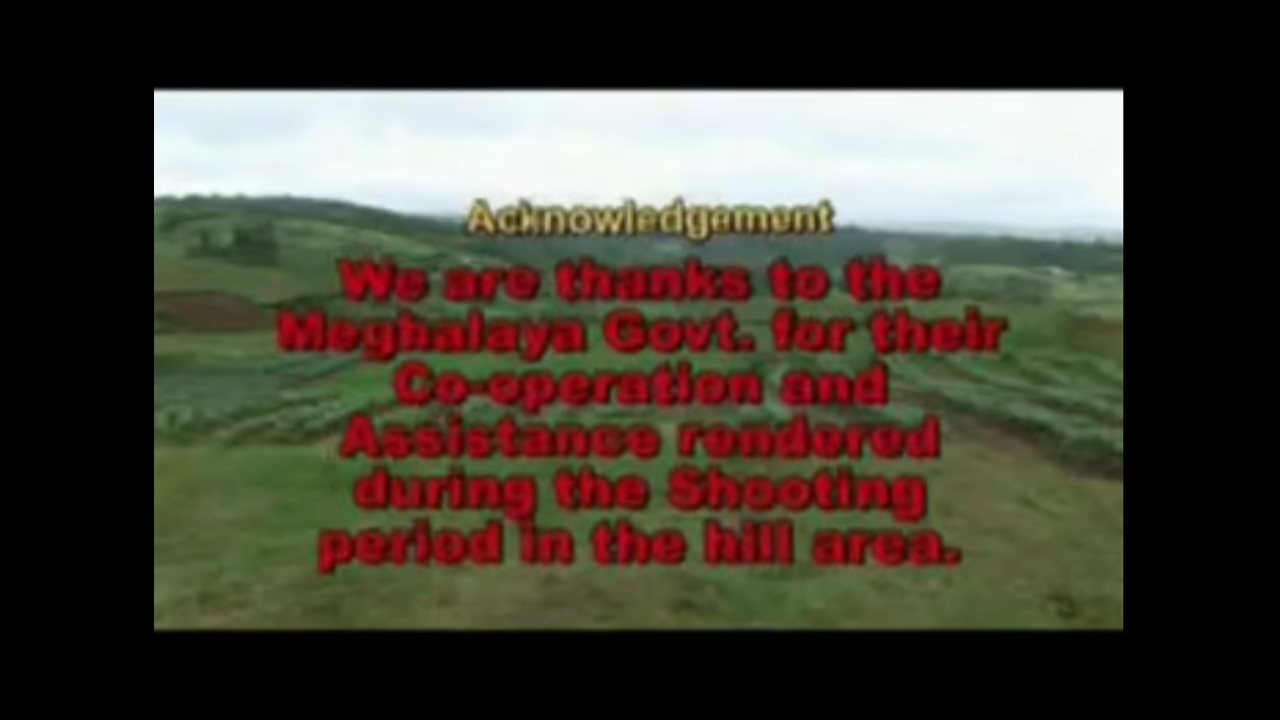 Acknowledgement
We are thanks to the
Meghalaya Govt. for their
Co-operation and
Assistance rendered
during the Shooting
period in the hill area.